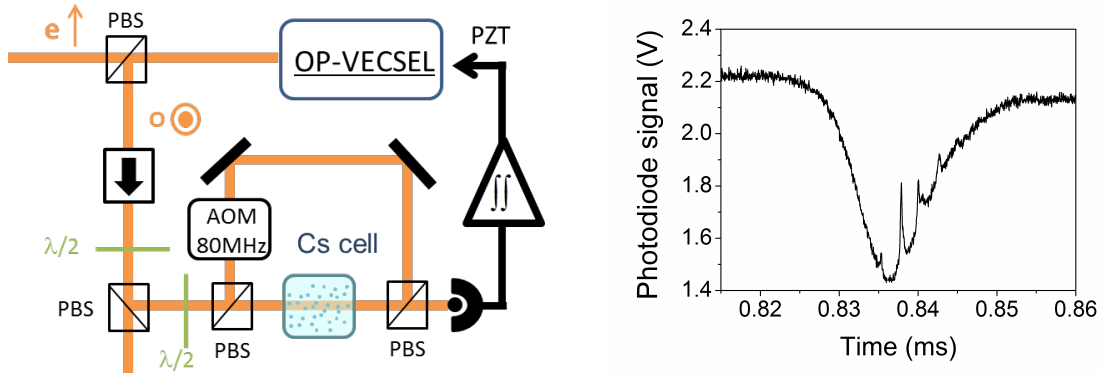 PBS
e
OP-VECSEL
PZT
o
λ/2
AOM
80MHz
Cs cell
∫∫
PBS
λ/2
PBS
PBS
Photodiode signal (V)
2.4
2.2
2.0
1.8
1.6
1.4
0.82 0.83 0.84 0.85 0.86
Time (ms)